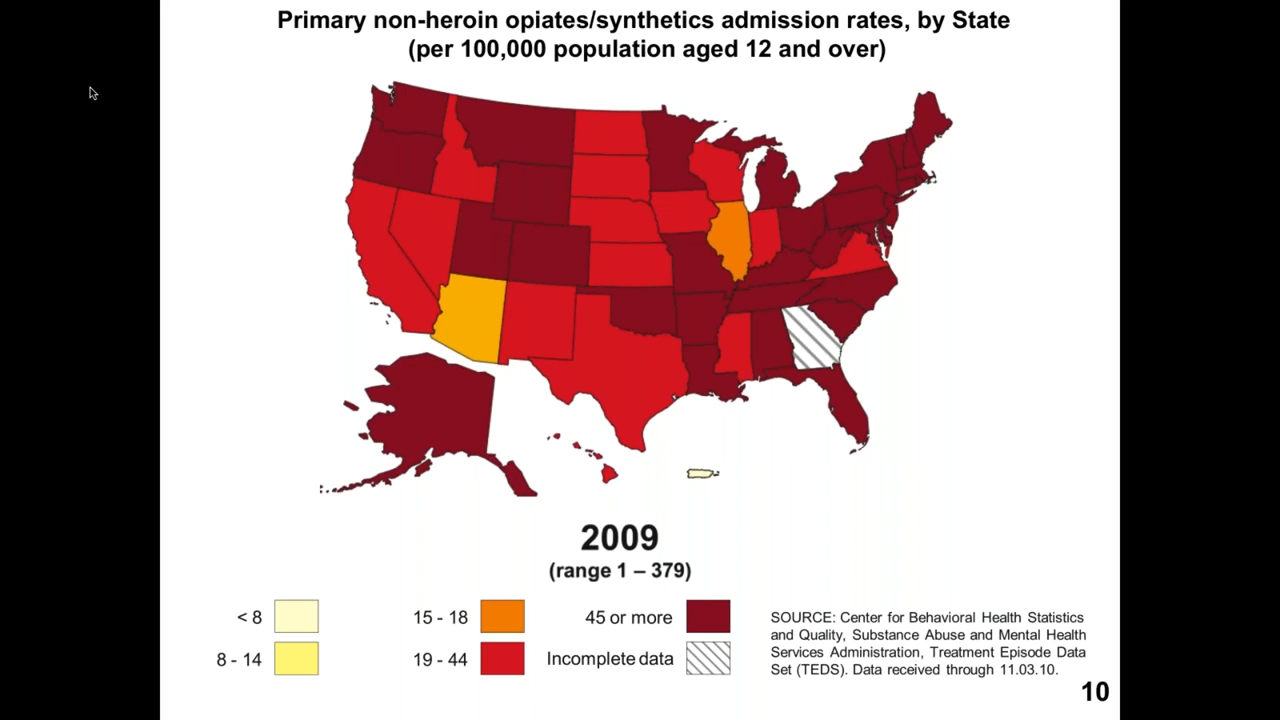 Primary non-heroin opiates/synthetics admission rates, by State
(per 100,000 population aged 12 and over)
2009
(range 1 – 379)
< 8
15 - 18
45 or more
8 - 14
19 - 44
Incomplete data
SOURCE: Center for Behavioral Health Statistics
and Quality, Substance Abuse and Mental Health
Services Administration, Treatment Episode Data
Set (TEDS). Data received through 11.03.10.
10